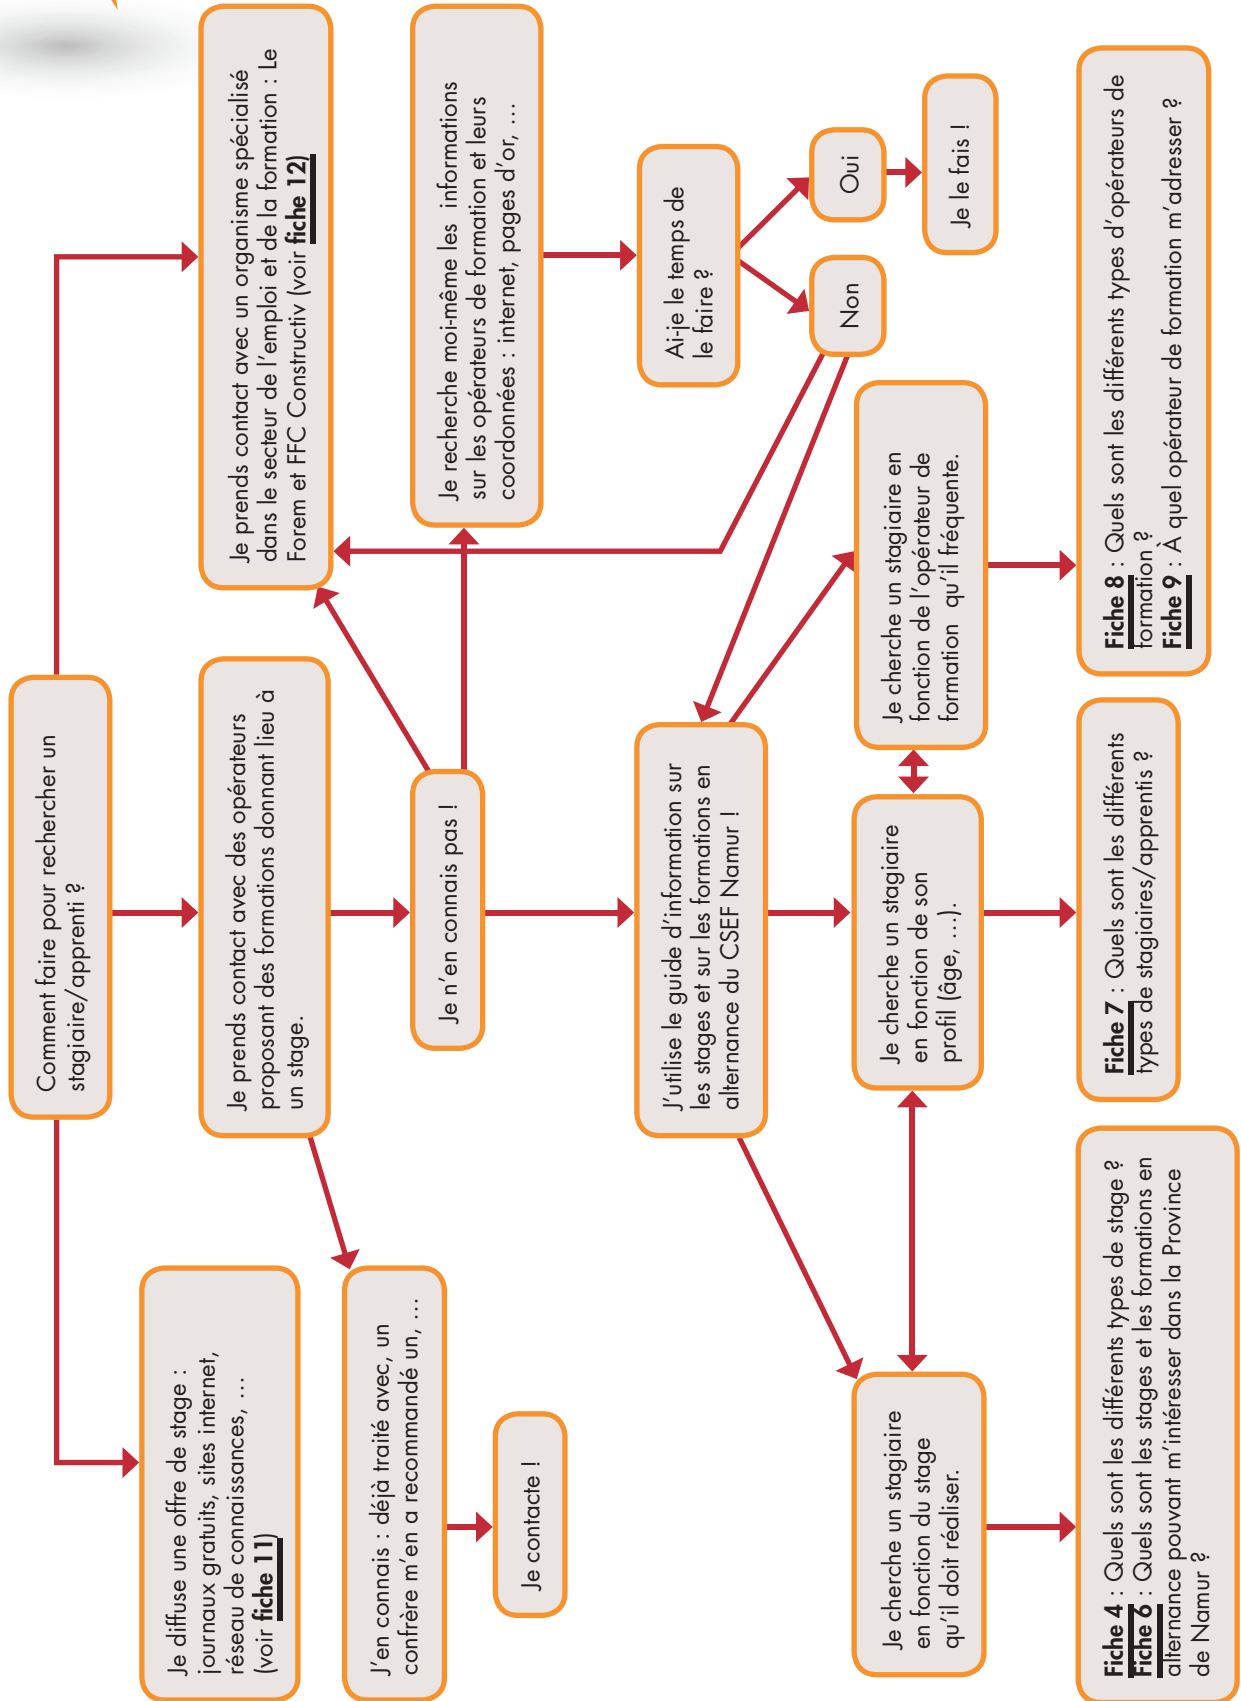 Comment faire pour rechercher un
stagiaire/apprenti ?
Je diffuse une offre de stage :
journaux gratuits, sites internet,
réseau de connaissances, …
(voir fiche 11)
Je prends contact avec des opérateurs
proposant des formations donnant lieu à
un stage.
Je prends contact avec un organisme spécialisé
dans le secteur de l'emploi et de la formation : Le
Forem et FFC Constructiv (voir fiche 12)
J'en connais : déjà traité avec, un
confrère m'en a recommandé un, …
Je n'en connais pas !
Je recherche moi-même les informations
sur les opérateurs de formation et leurs
coordonnées : internet, pages d'or, …
Je contacte !
J'utilise le guide d'information sur
les stages et sur les formations en
alternance du CSEF Namur !
Ai-je le temps de
le faire ?
Non
Oui
Je le fais !
Je cherche un stagiaire
en fonction du stage
qu'il doit réaliser.
Je cherche un stagiaire
en fonction de son
profil (âge, …).
Je cherche un stagiaire en
fonction de l'opérateur de
formation qu'il fréquente.
Fiche 4 : Quels sont les différents types de stage ?
Fiche 6 : Quels sont les stages et les formations en
alternance pouvant m'intéresser dans la Province
de Namur ?
Fiche 7 : Quels sont les différents
types de stagiaires/apprentis ?
Fiche 8 : Quels sont les différents types d'opérateurs de
formation ?
Fiche 9 : À quel opérateur de formation m'adresser ?